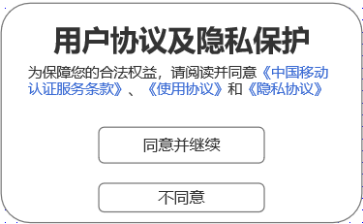 用户协议及隐私保护
为保障您的合法权益，请阅读并同意《中国移动
认证服务条款》、《使用协议》和《隐私协议》
同意并继续
不同意